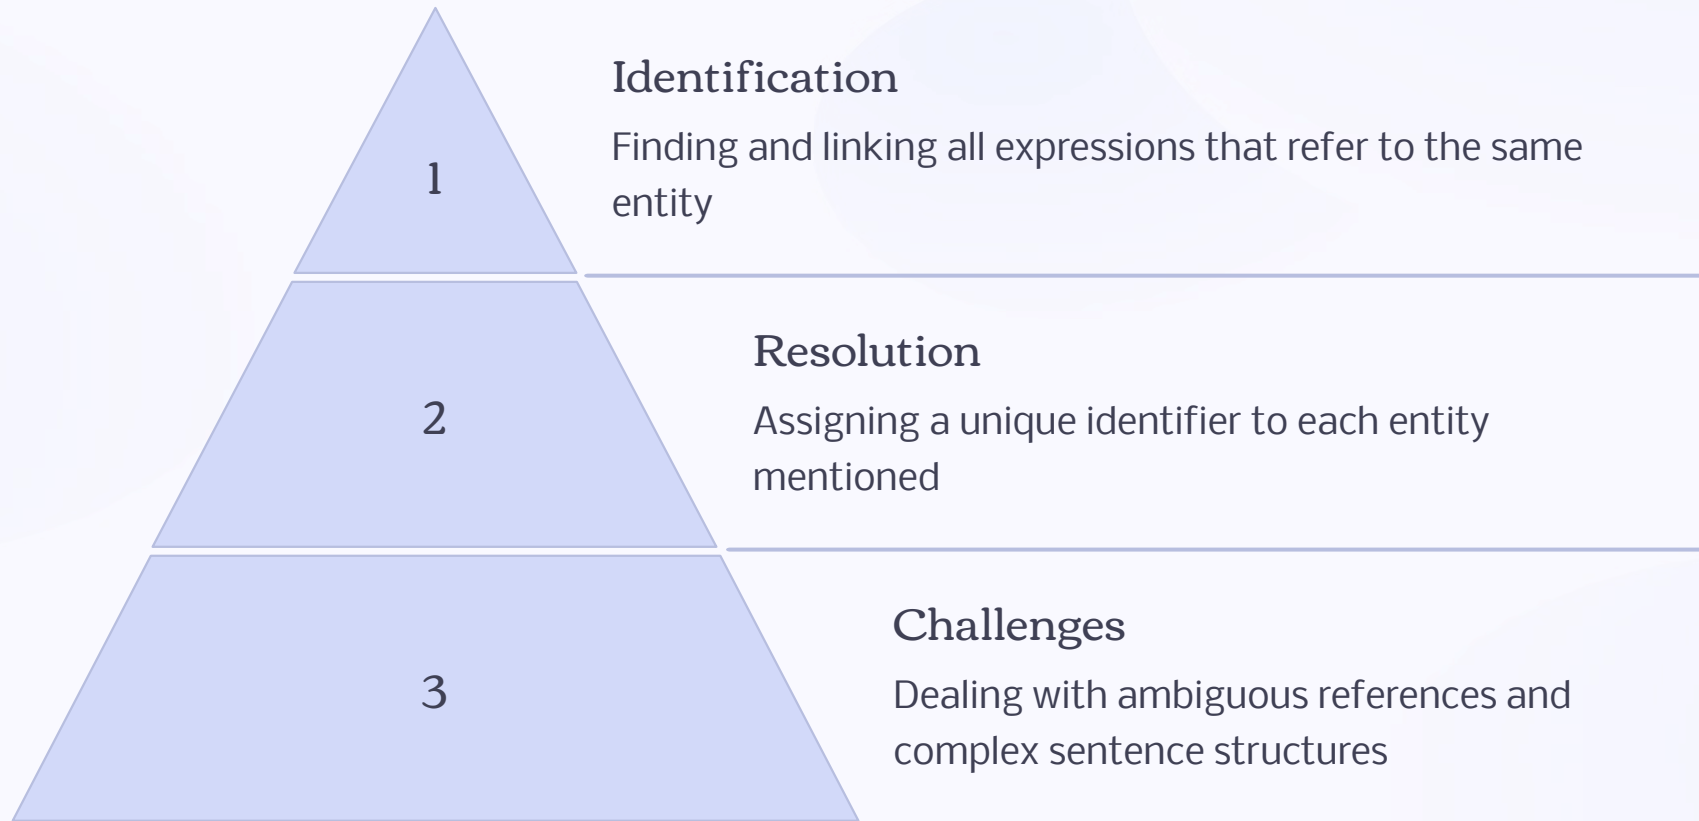 1
Identification
Finding and linking all expressions that refer to the same
entity
2
Resolution
Assigning a unique identifier to each entity
mentioned
3
Challenges
Dealing with ambiguous references and
complex sentence structures